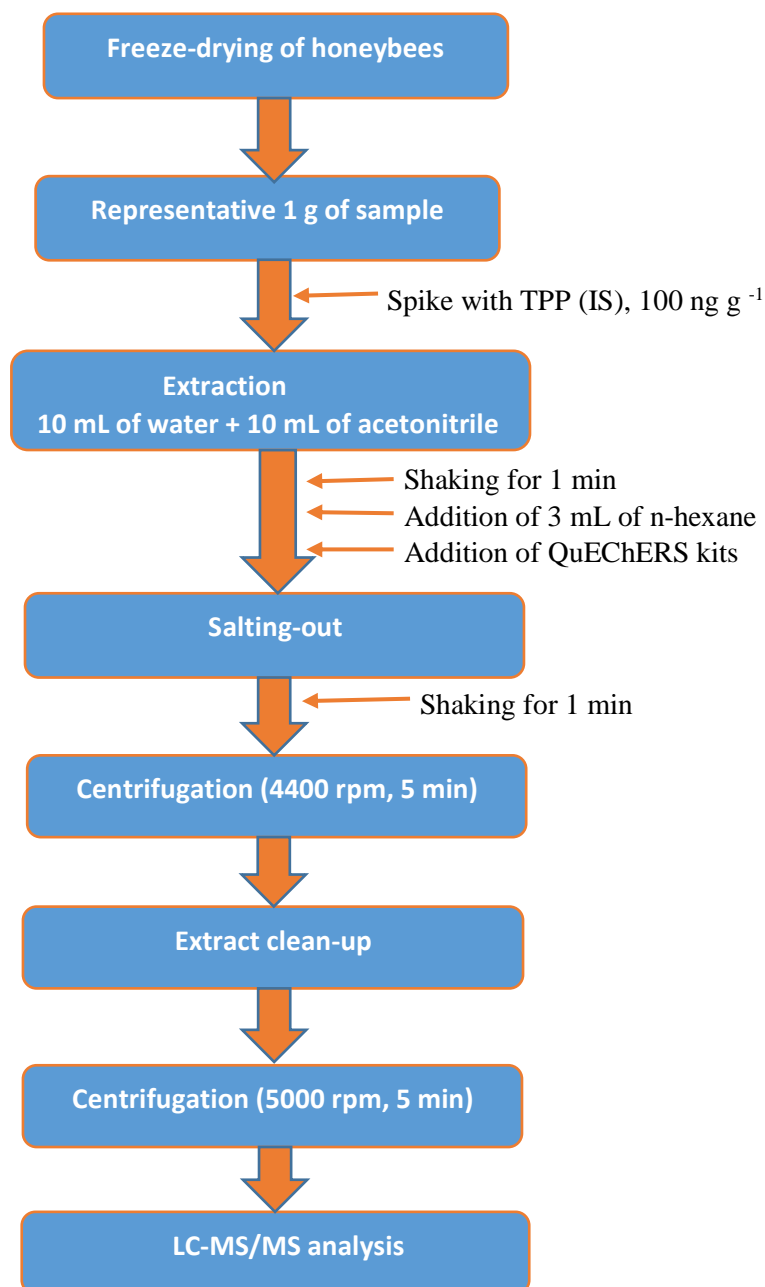 Freeze-drying of honeybees
Representative 1 g of sample
Spike with TPP (IS), 100 ng g -1
Extraction
10 mL of water + 10 mL of acetonitrile
Shaking for 1 min
Addition of 3 mL of n-hexane
Addition of QuEChERS kits
Salting-out
Shaking for 1 min
Centrifugation (4400 rpm, 5 min)
Extract clean-up
Centrifugation (5000 rpm, 5 min)
LC-MS/MS analysis